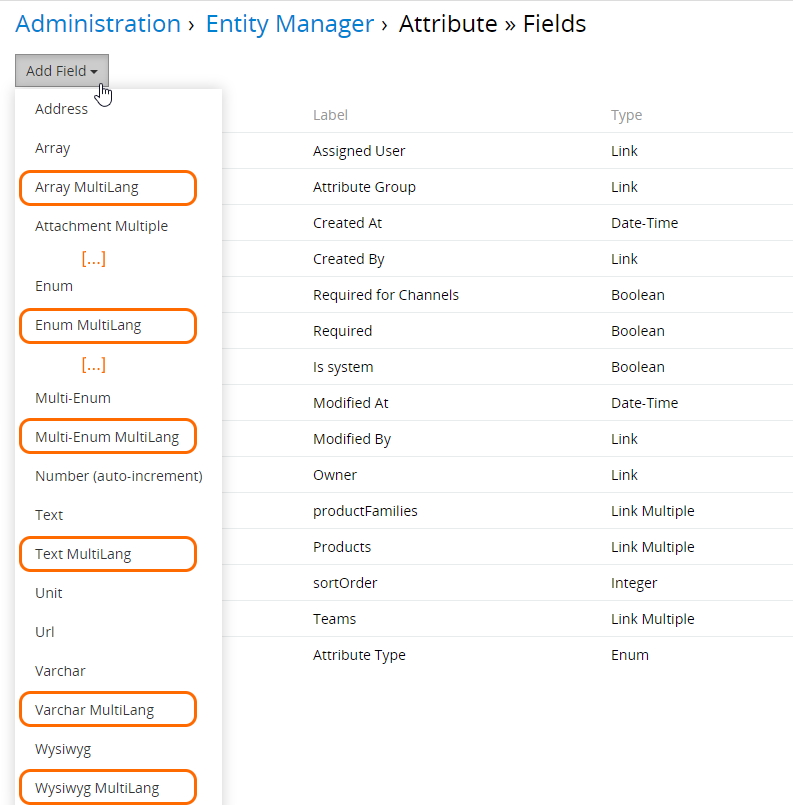 Administration › Entity Manager › Attribute » Fields
Add Field
Address
Array
Array MultiLang
Attachment Multiple
[...]
Enum
Enum MultiLang
[...]
Multi-Enum
Multi-Enum MultiLang
Number (auto-increment)
Text
Text MultiLang
Unit
Url
Varchar
Varchar MultiLang
Wysiwyg
Wysiwyg MultiLang
Label Type
Assigned User Link
Attribute Group Link
Created At Date-Time
Created By Link
Required for Channels Boolean
Required Boolean
Is system Boolean
Modified At Date-Time
Modified By Link
Owner Link
productFamilies Link Multiple
Products Link Multiple
sortOrder Integer
Teams Link Multiple
Attribute Type Enum